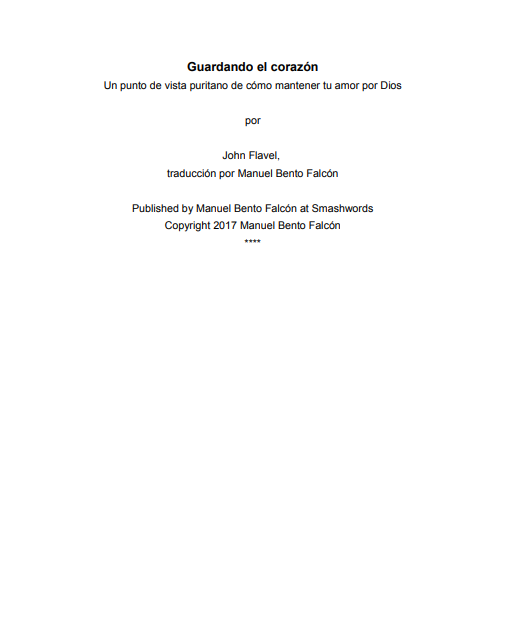 Guardando el corazón
Un punto de vista puritano de cómo mantener tu amor por Dios
por
John Flavel,
traducción por Manuel Bento Falcón
Published by Manuel Bento Falcón at Smashwords
Copyright 2017 Manuel Bento Falcón
****